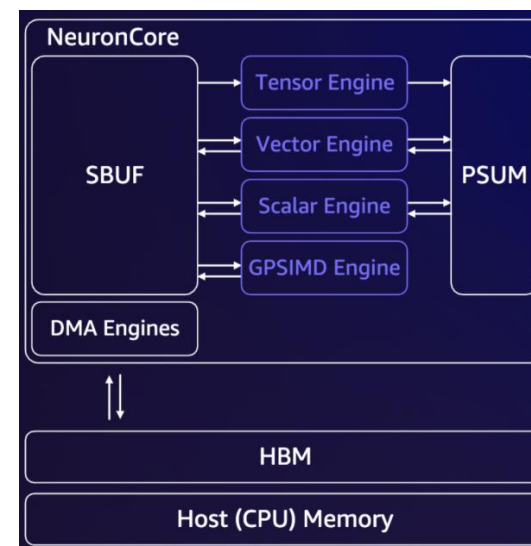 NeuronCore
SBUF
Tensor Engine
Vector Engine
Scalar Engine
GPSIMD Engine
PSUM
DMA Engines
HBM
Host (CPU) Memory